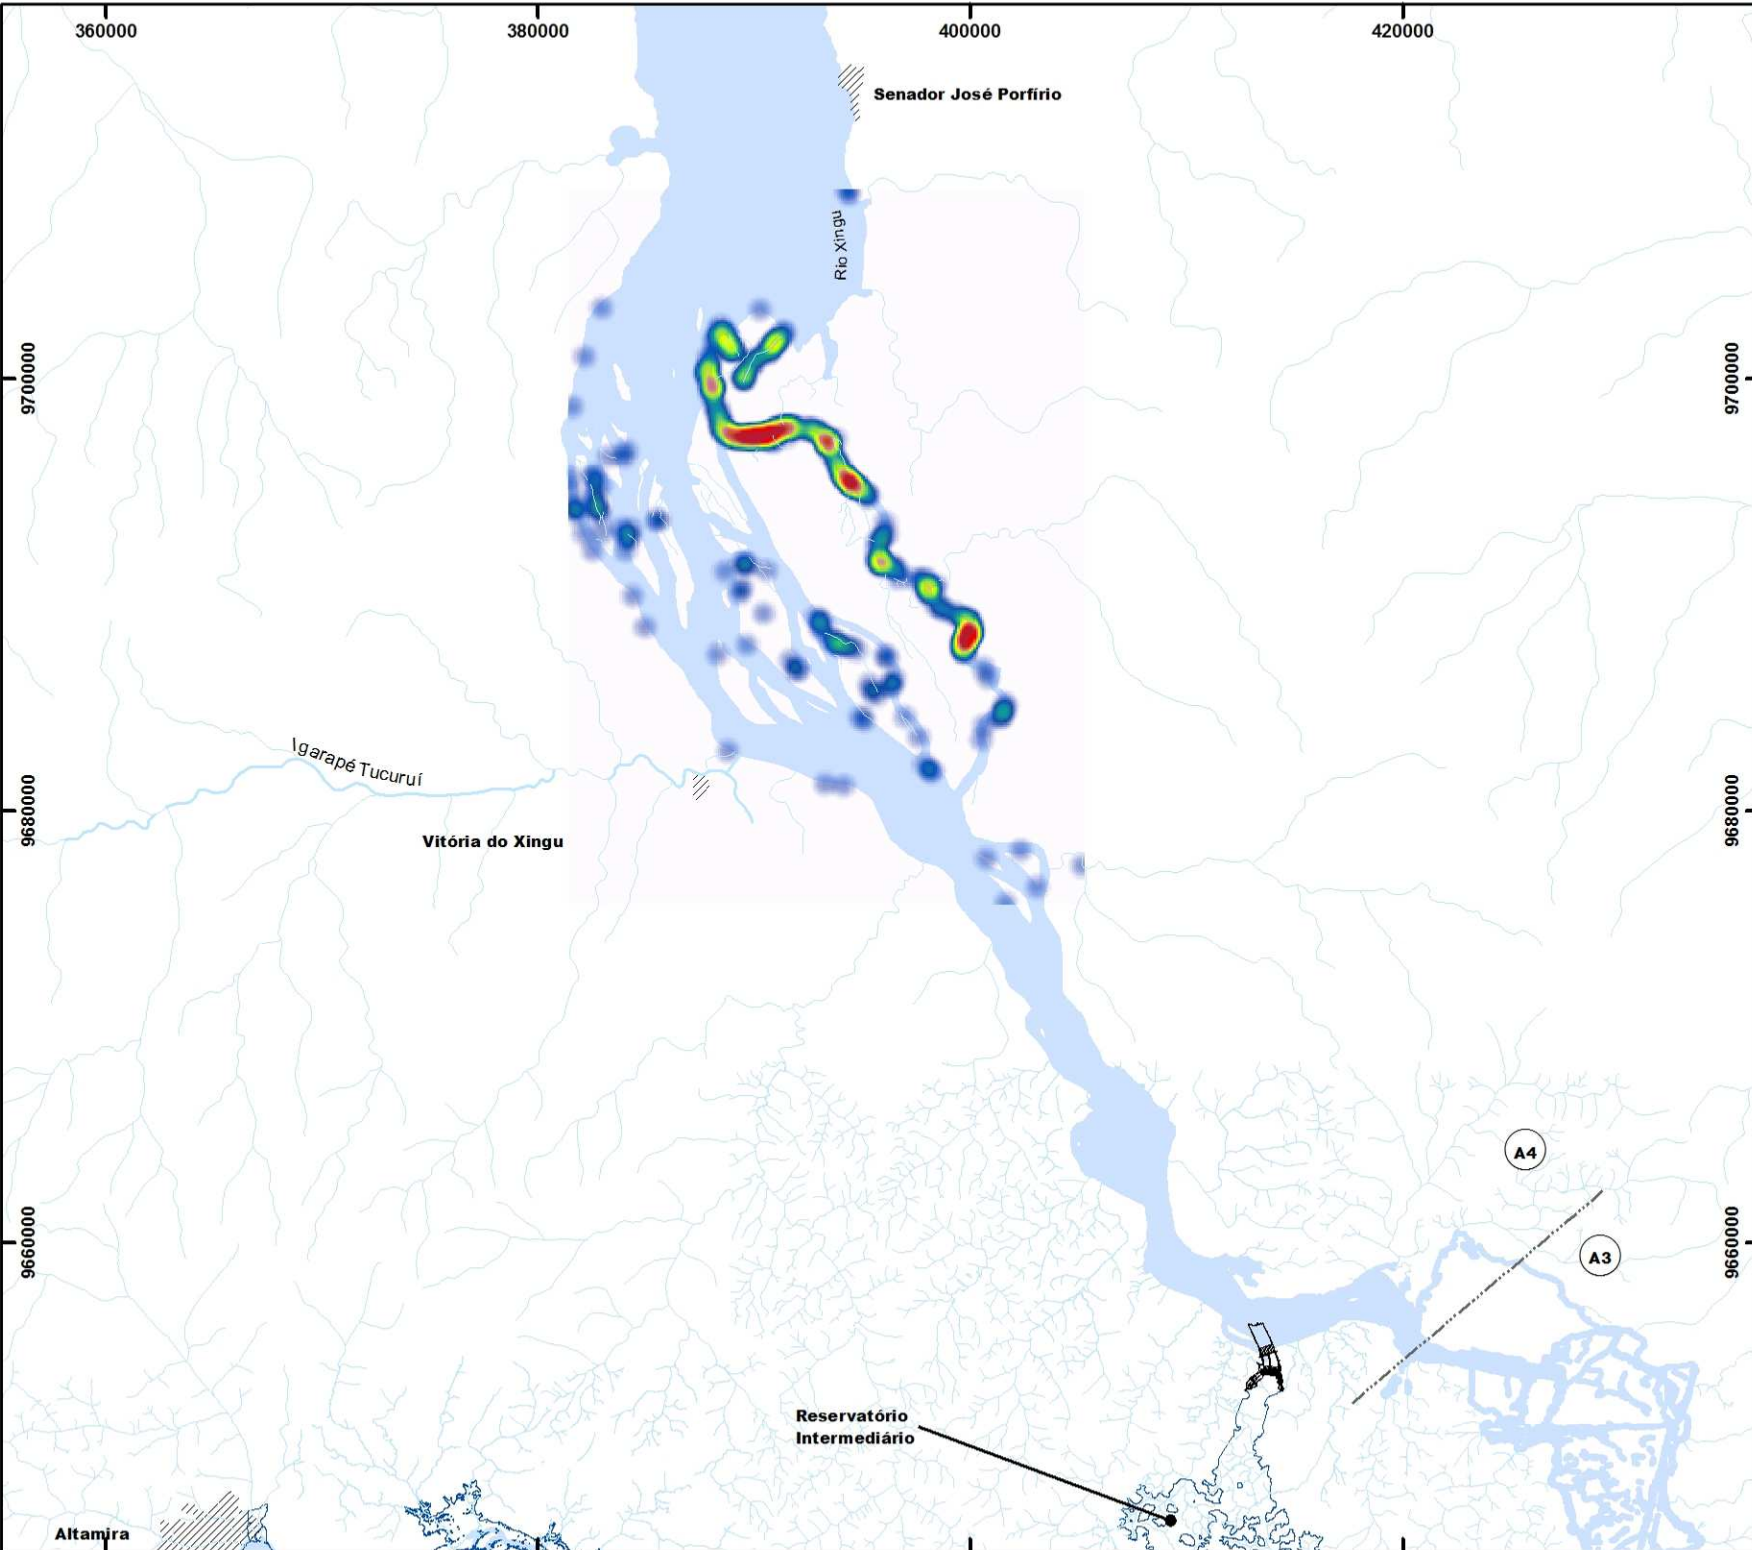 360000
380000
400000
420000
Senador José Porfírio
Rio Xingu
9700000
9700000
Igarapé Tucuruí
9680000
9680000
Vitória do Xingu
A4
9660000
9660000
A3
Reservatório
Intermediário
Altamira